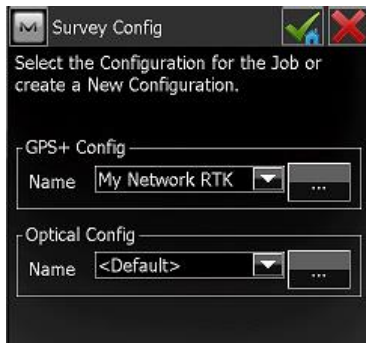 Survey Config
Select the Configuration for the Job or
create a New Configuration.
GPS+ Config
Name My Network RTK ...
Optical Config
Name <Default> ...